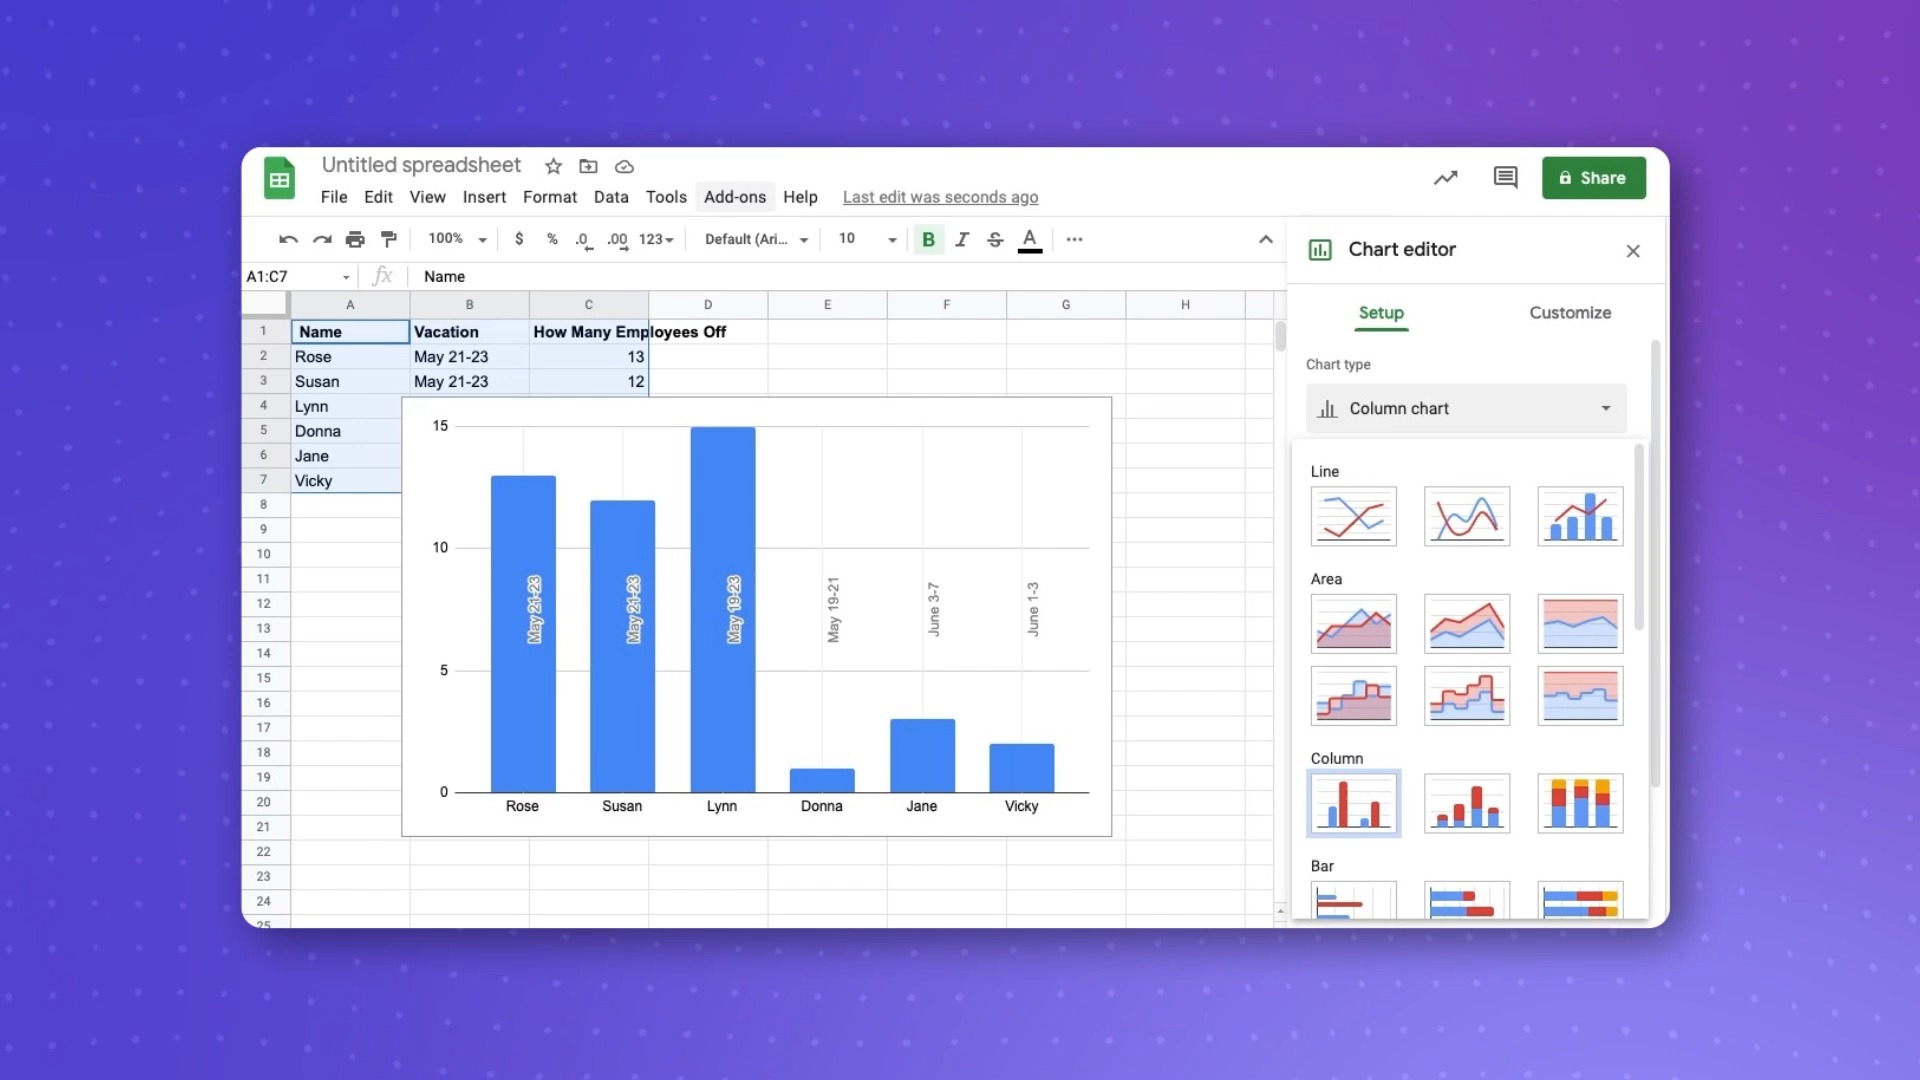 Untitled spreadsheet
File Edit View Insert Format Data Tools Add-ons Help Last edit was seconds ago
Share
100% $ % .0 .00 123 Default (Ari... 10 B I S A ...
A1:C7 fx Name
A B C D E F G H
1 Name Vacation How Many Employees Off
2 Rose May 21-23 13
3 Susan May 21-23 12
4 Lynn
5 Donna
6 Jane
7 Vicky
8
9
10
11
12
13
14
15
16
17
18
19
20
21
22
23
24
25
15
10
5
0
May 21-23
May 21-23
May 19-23
May 19-21
June 3-7
June 1-3
Rose Susan Lynn Donna Jane Vicky
Chart editor
Setup Customize
Chart type
Column chart
Line
Area
Column
Bar